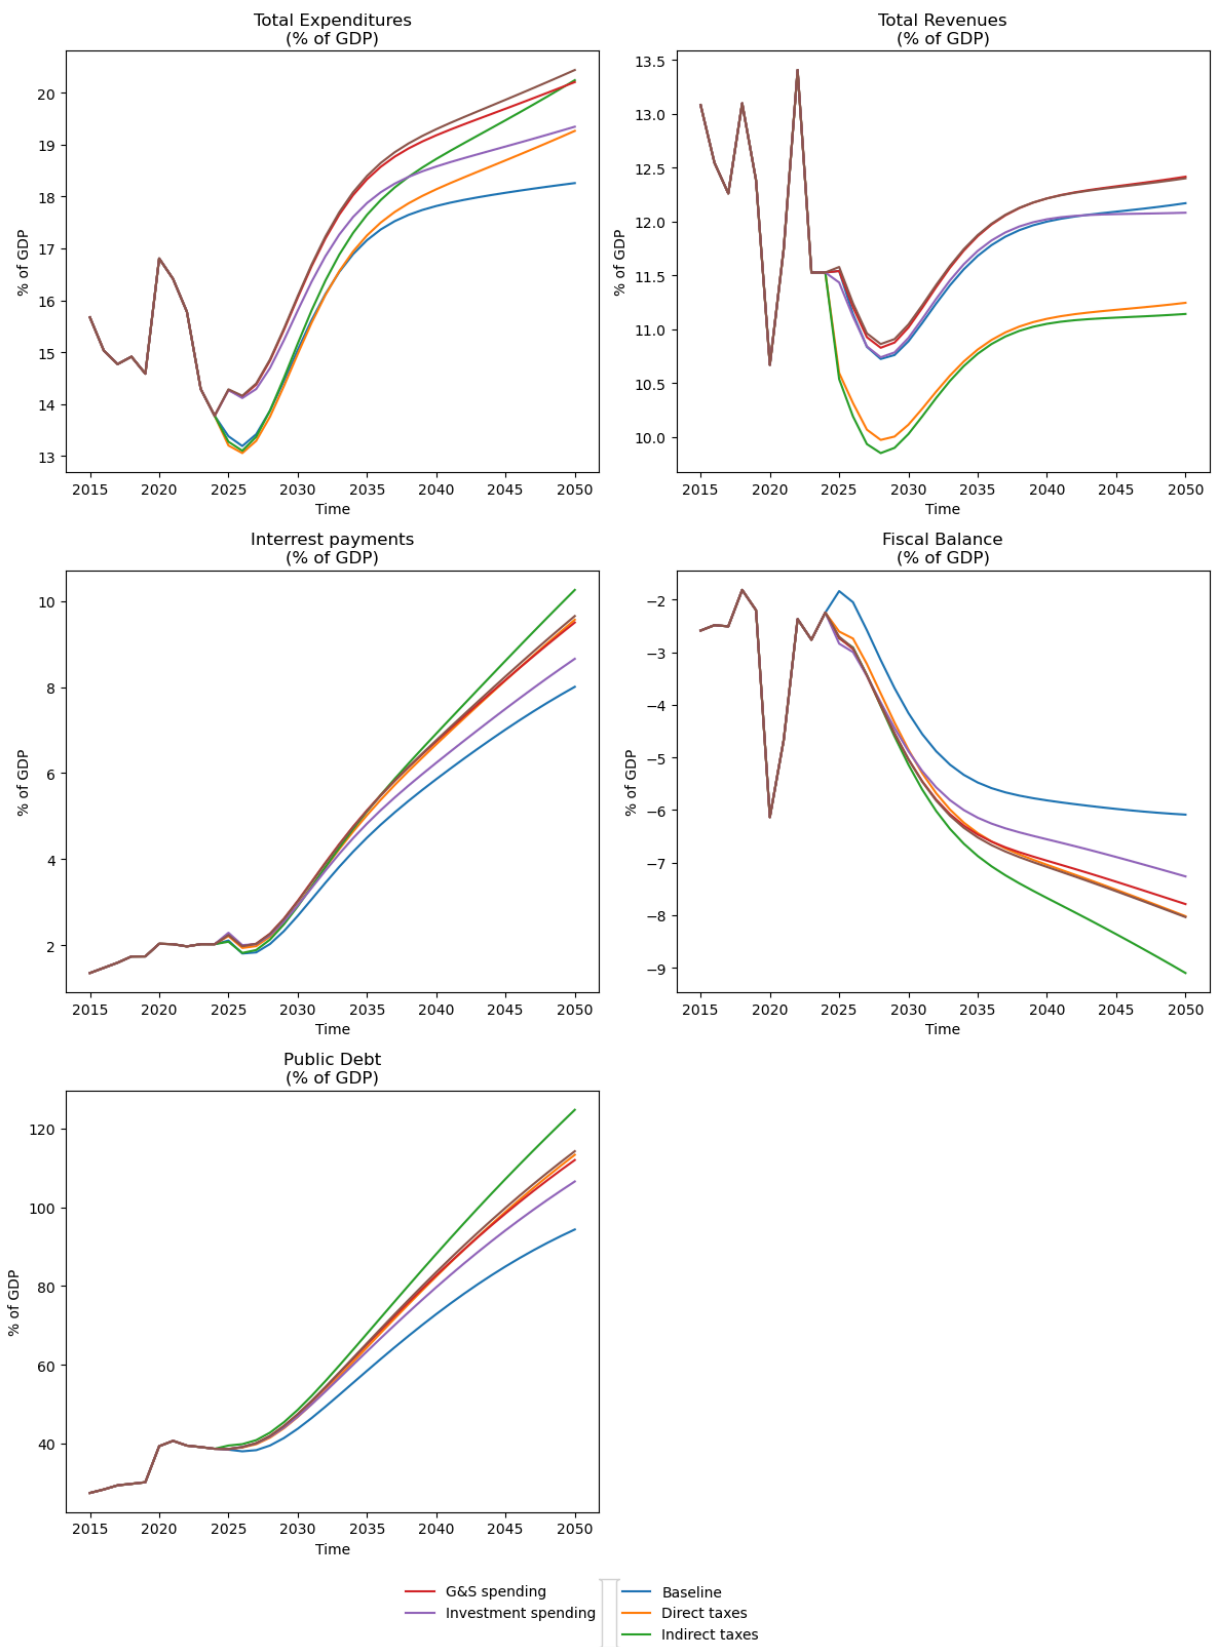 Total Expenditures
(% of GDP)
% of GDP
20
19
18
17
16
15
14
13
2015 2020 2025 2030 2035 2040 2045 2050
Time
Total Revenues
(% of GDP)
% of GDP
13.5
13.0
12.5
12.0
11.5
11.0
10.5
10.0
2015 2020 2025 2030 2035 2040 2045 2050
Time
Interrest payments
(% of GDP)
% of GDP
10
8
6
4
2
2015 2020 2025 2030 2035 2040 2045 2050
Time
Fiscal Balance
(% of GDP)
% of GDP
−2
−3
−4
−5
−6
−7
−8
−9
2015 2020 2025 2030 2035 2040 2045 2050
Time
Public Debt
(% of GDP)
% of GDP
120
100
80
60
40
2015 2020 2025 2030 2035 2040 2045 2050
Time
G&S spending
Investment spending
Baseline
Direct taxes
Indirect taxes